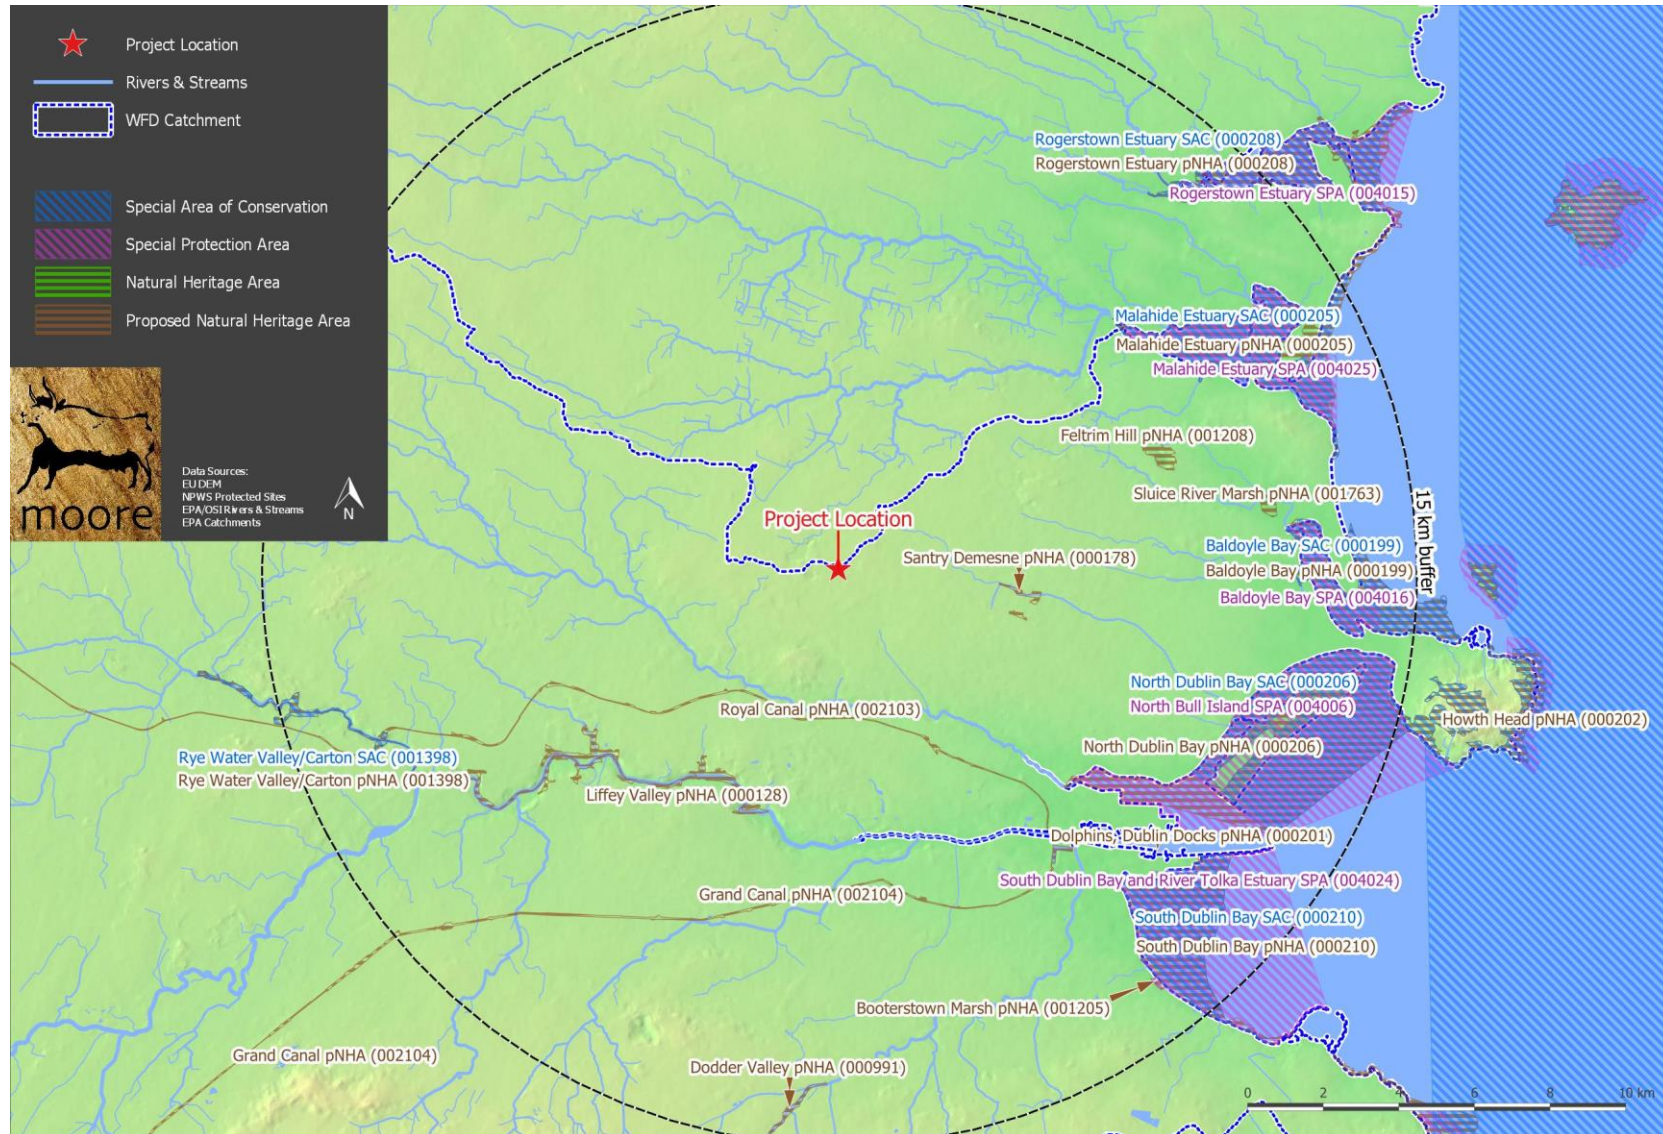 Project Location
Rivers & Streams
WFD Catchment
Special Area of Conservation
Special Protection Area
Natural Heritage Area
Proposed Natural Heritage Area
moore
Data Sources:
EU DEM
NPWS Protected Sites
EPA/OSI Rivers & Streams
EPA Catchments
N
Rogerstown Estuary SAC (000208)
Rogerstown Estuary pNHA (000208)
Rogerstown Estuary SPA (004015)
Malahide Estuary SAC (000205)
Malahide Estuary pNHA (000205)
Malahide Estuary SPA (004025)
Feltrim Hill pNHA (001208)
Sluice River Marsh pNHA (001763)
15 km buffer
Project Location
Santry Demesne pNHA (000178)
Baldoyle Bay SAC (000199)
Baldoyle Bay pNHA (000199)
Baldoyle Bay SPA (004016)
North Dublin Bay SAC (000206)
North Bull Island SPA (004006)
Royal Canal pNHA (002103)
Howth Head pNHA (000202)
North Dublin Bay pNHA (000206)
Rye Water Valley/Carton SAC (001398)
Rye Water Valley/Carton pNHA (001398)
Liffey Valley pNHA (000128)
Dolphins, Dublin Docks pNHA (000201)
South Dublin Bay and River Tolka Estuary SPA (004024)
Grand Canal pNHA (002104)
South Dublin Bay SAC (000210)
South Dublin Bay pNHA (000210)
Booterstown Marsh pNHA (001205)
Grand Canal pNHA (002104)
Dodder Valley pNHA (000991)
0 2 4 6 8 10 km